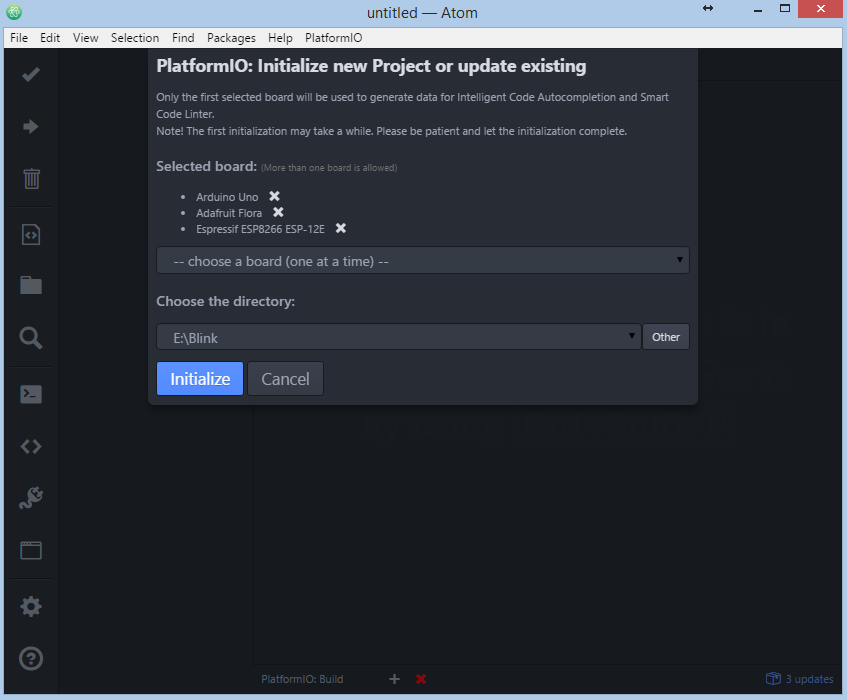 untitled — Atom
File Edit View Selection Find Packages Help PlatformIO
PlatformIO: Initialize new Project or update existing
Only the first selected board will be used to generate data for Intelligent Code Autocompletion and Smart
Code Linter.
Note! The first initialization may take a while. Please be patient and let the initialization complete.
Selected board: (More than one board is allowed)
Arduino Uno
Adafruit Flora
Espressif ESP8266 ESP-12E
-- choose a board (one at a time) --
Choose the directory:
E:\Blink
Other
Initialize Cancel
PlatformIO: Build
3 updates